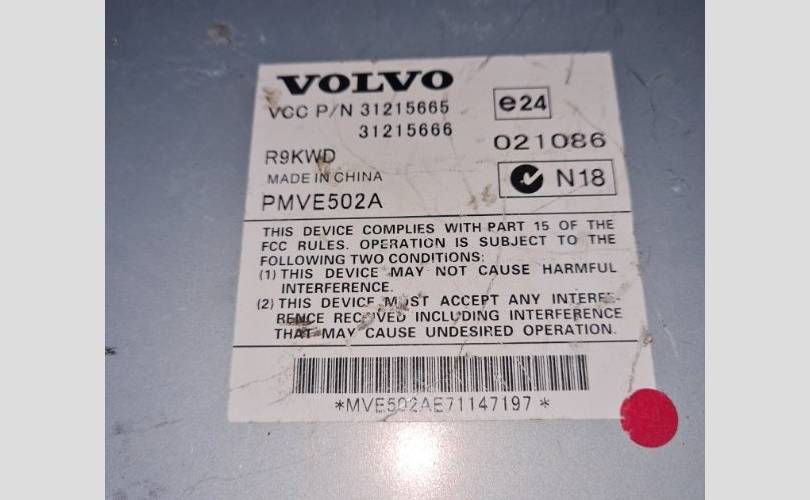 VOLVO
VCC P/N 31215665
31215666
e24
021086
R9KWD
MADE IN CHINA
N18
PMVE502A
THIS DEVICE COMPLIES WITH PART 15 OF THE
FCC RULES. OPERATION IS SUBJECT TO THE
FOLLOWING TWO CONDITIONS:
(1) THIS DEVICE MAY NOT CAUSE HARMFUL
INTERFERENCE.
(2) THIS DEVICE MUST ACCEPT ANY INTERFE-
RENCE RECEIVED INCLUDING INTERFERENCE
THAT MAY CAUSE UNDESIRED OPERATION.
*MVE502AE71147197*